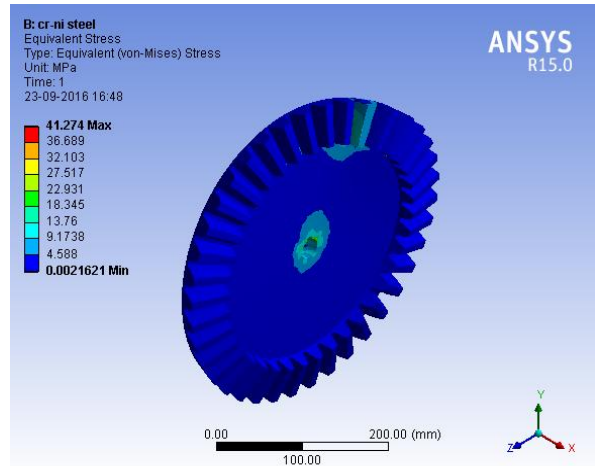 B: cr-ni steel
Equivalent Stress
Type: Equivalent (von-Mises) Stress
Unit: MPa
Time: 1
23-09-2016 16:48
ANSYS
R15.0
41.274 Max
36.689
32.103
27.517
22.931
18.345
13.76
9.1738
4.588
0.0021621 Min
0.00
200.00 (mm)
100.00
Y
Z
X